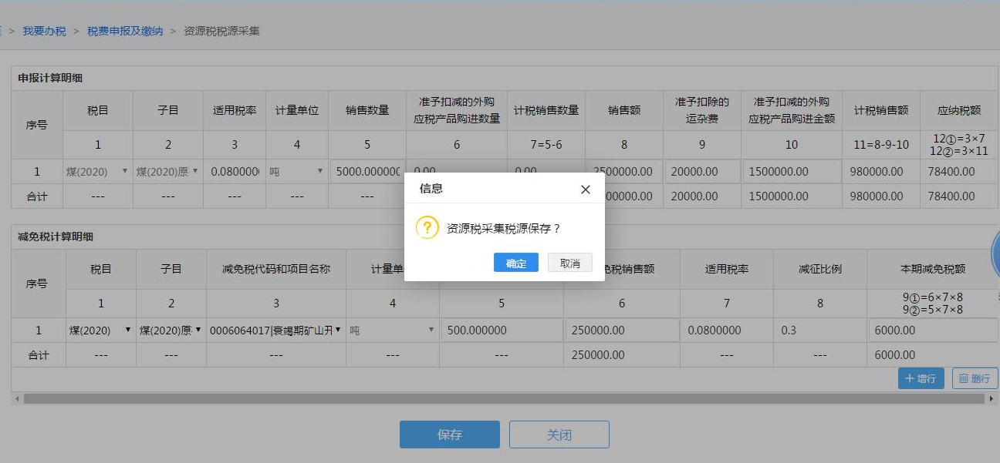 > 我要办税 > 税费申报及缴纳 > 资源税税源采集
申报计算明细
序号 税目 子目 适用税率 计量单位 销售数量 准予扣减的外购应税产品购进数量 计税销售数量 销售额 准予扣除的运杂费 准予扣减的外购应税产品购进金额 计税销售额 应纳税额
1 2 3 4 5 6 7=5-6 8 9 10 11=8-9-10 12①=3×7
12②=3×11
1 煤(2020) 煤(2020)原 0.0800000 吨 5000.000000 0.00 0.00 2500000.00 20000.00 1500000.00 980000.00 78400.00
合计 --- --- --- --- --- 00000.00 20000.00 1500000.00 980000.00 78400.00
信息
资源税采集税源保存？
确定 取消
减免税计算明细
序号 税目 子目 减免税代码和项目名称 计量单 免税销售额 适用税率 减征比例 本期减免税额
1 2 3 4 5 6 7 8 9①=6×7×8
9②=5×7×8
1 煤(2020) 煤(2020)原 0006064017|衰竭期矿山开 吨 500.000000 250000.00 0.0800000 0.3 6000.00
合计 --- --- --- --- --- 250000.00 --- --- 6000.00
增行 删行
保存 关闭